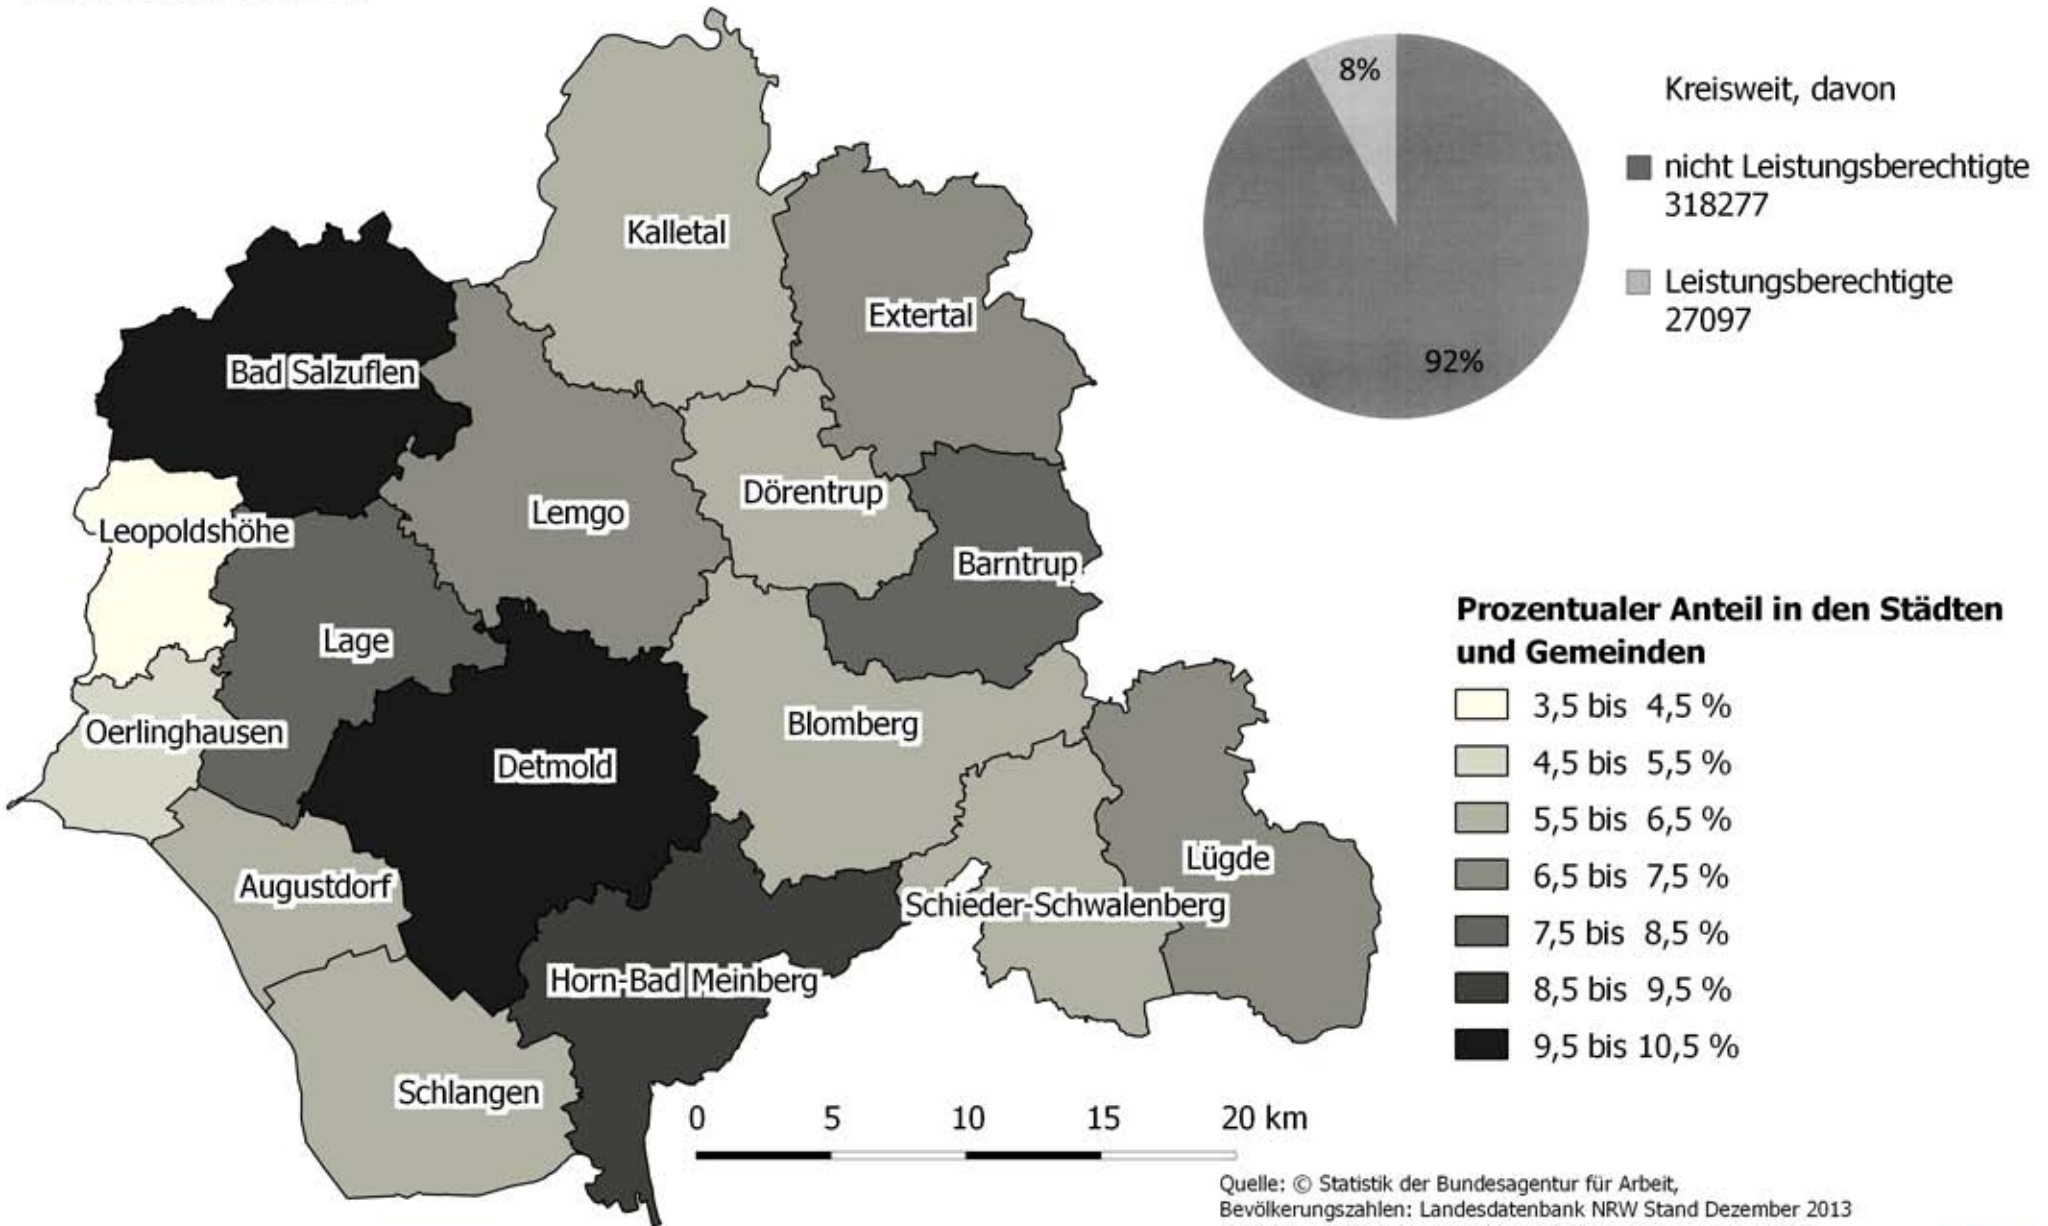 8%
Kreisweit, davon
nicht Leistungsberechtigte
318277
Leistungsberechtigte
27097
92%
Kalletal
Extertal
Bad Salzuflen
Dörentrup
Lemgo
Leopoldshöhe
Barntrup
Lage
Blomberg
Oerlinghausen
Detmold
Lügde
Augustdorf
Schieder-Schwalenberg
Horn-Bad Meinberg
Schlangen
Prozentualer Anteil in den Städten
und Gemeinden
3,5 bis 4,5 %
4,5 bis 5,5 %
5,5 bis 6,5 %
6,5 bis 7,5 %
7,5 bis 8,5 %
8,5 bis 9,5 %
9,5 bis 10,5 %
0 5 10 15 20 km
Quelle: © Statistik der Bundesagentur für Arbeit,
Bevölkerungszahlen: Landesdatenbank NRW Stand Dezember 2013